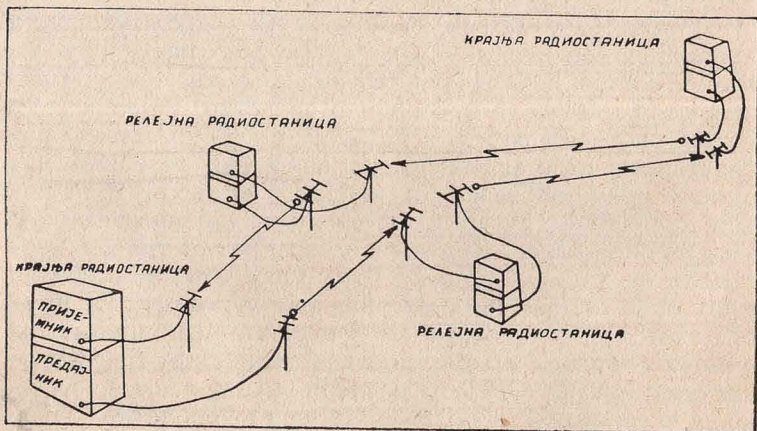 КРАЈЊА РАДИОСТАНИЦА
РЕЛЕЈНА РАДИОСТАНИЦА
КРАЈЊА РАДИОСТАНИЦА
ПРИЈЕ-
МНИК
ПРЕДАЈ-
НИК
РЕЛЕЈНА РАДИОСТАНИЦА